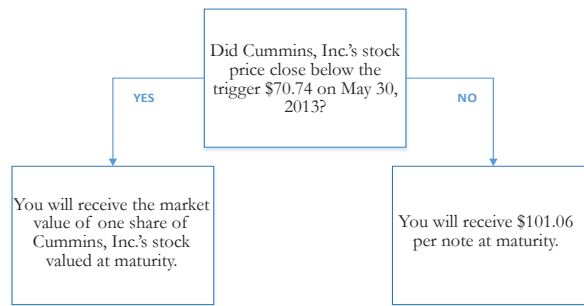 Did Cummins, Inc.'s stock
price close below the
trigger $70.74 on May 30,
2013?
YES
NO
You will receive the market
value of one share of
Cummins, Inc.'s stock
valued at maturity.
You will receive $101.06
per note at maturity.